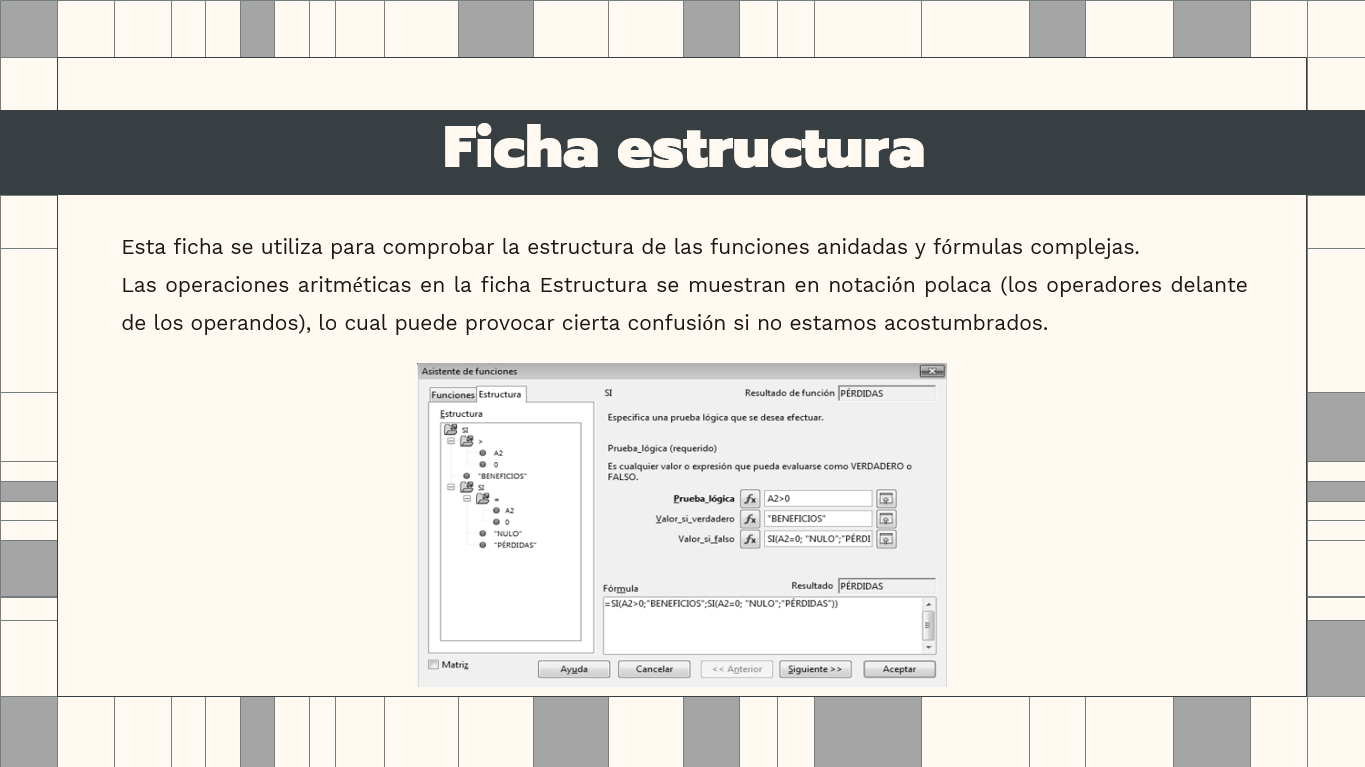 Ficha estructura
Esta ficha se utiliza para comprobar la estructura de las funciones anidadas y fórmulas complejas.
Las operaciones aritméticas en la ficha Estructura se muestran en notación polaca (los operadores delante
de los operandos), lo cual puede provocar cierta confusión si no estamos acostumbrados.
Asistente de funciones
Funciones Estructura
Estructura
SI
>
A2
0
"BENEFICIOS"
SI
=
A2
0
"NULO"
"PÉRDIDAS"
Matriz
SI Resultado de función PÉRDIDAS
Especifica una prueba lógica que se desea efectuar.
Prueba_lógica (requerido)
Es cualquier valor o expresión que pueda evaluarse como VERDADERO o
FALSO.
Prueba_lógica fx A2>0
Valor_si_verdadero fx "BENEFICIOS"
Valor_si_falso fx SI(A2=0; "NULO";"PÉRDI
Fórmula Resultado PÉRDIDAS
=SI(A2>0;"BENEFICIOS";SI(A2=0; "NULO";"PÉRDIDAS"))
Ayuda Cancelar << Anterior Siguiente >> Aceptar